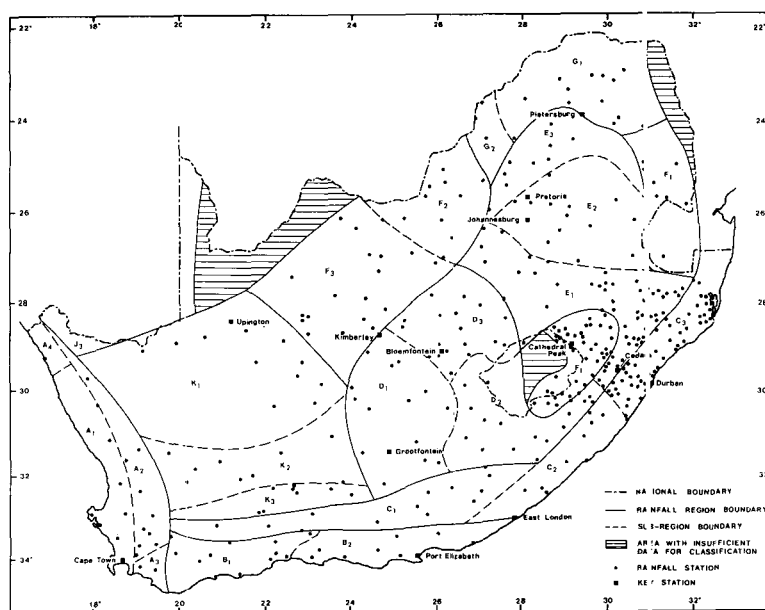 18° 20 22 24 26 28 30 32
22° 22°
24 24
26 26
28 28
30 30
32 32
34° 34°
18° 20 22 24 26 28 30 32
G₁
Pietersburg
E₃
G₂
F₁
Pretoria
F₂
E₂
Johannesburg
F₃
E₁
D₃
C₃
Upington
Kimberley
Bloemfontein
Cathedral
Peak
J₃
A₄
Durban
K₁
D₁
D₂
A₁
A₂
Grootfontein
K₂
C₂
K₃
C₁
East London
B₂
Cape Town
A₃
B₁
Port Elizabeth
NATIONAL BOUNDARY
RAINFALL REGION BOUNDARY
SUB-REGION BOUNDARY
AREA WITH INSUFFICIENT
DATA FOR CLASSIFICATION
RAINFALL STATION
KEY STATION